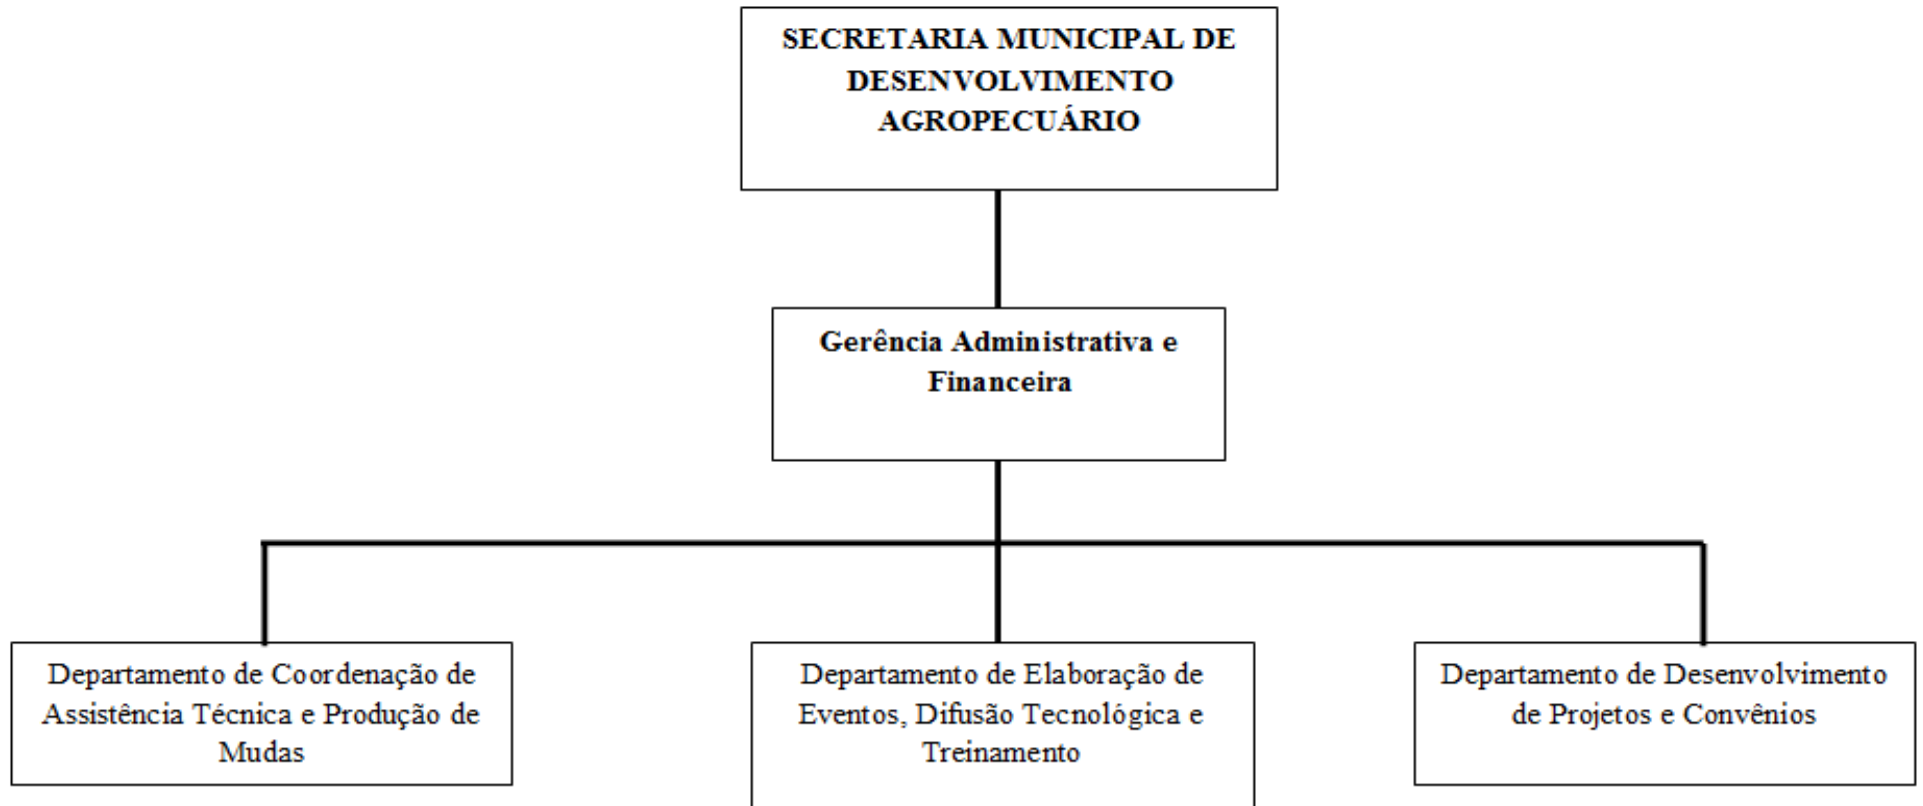 SECRETARIA MUNICIPAL DE
DESENVOLVIMENTO
AGROPECUÁRIO
Gerência Administrativa e
Financeira
Departamento de Coordenação de
Assistência Técnica e Produção de
Mudas
Departamento de Elaboração de
Eventos, Difusão Tecnológica e
Treinamento
Departamento de Desenvolvimento
de Projetos e Convênios